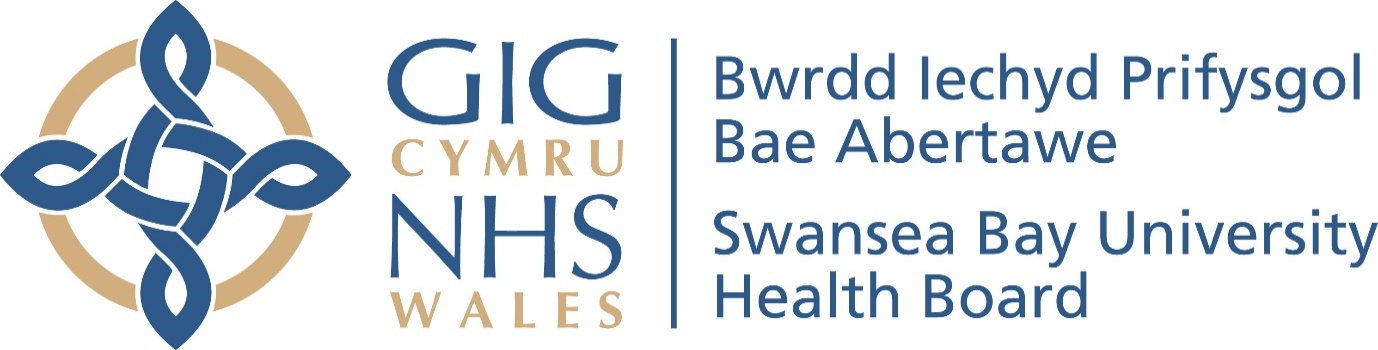 GIG
CYMRU
NHS
WALES
Bwrdd Iechyd Prifysgol
Bae Abertawe
Swansea Bay University
Health Board